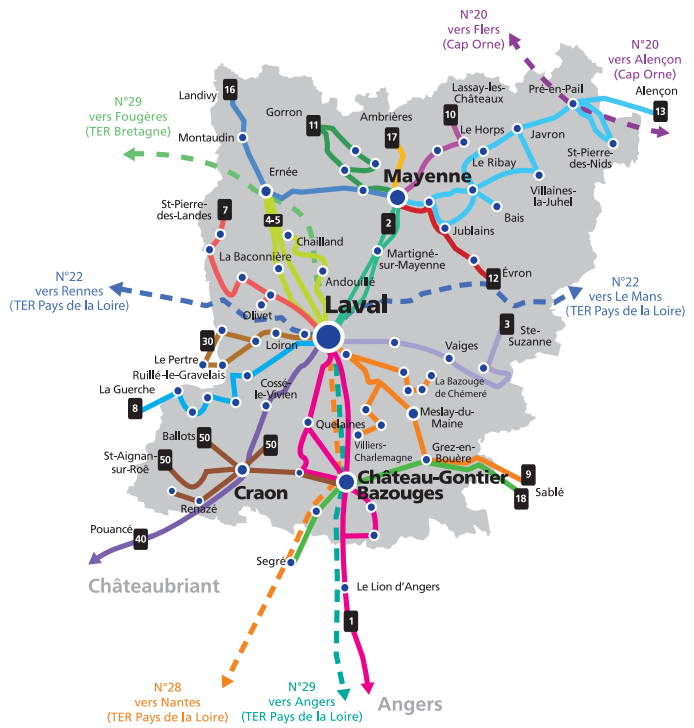 N°20
vers Flers
(Cap Orne)
N°20
vers Alençon
(Cap Orne)
Alençon
13
Pré-en-Pail
Lassay-les-
Châteaux
10
16
Landivy
N°29
vers Fougères
(TER Bretagne)
Gorron
11
Ambrières
17
Le Horps
Javron
Montaudin
St-Pierre
des-Nids
Le Ribay
Ernée
Mayenne
Villaines-
la-Juhel
St-Pierre-
des-Landes
7
4-5
2
Bais
Jublains
Chailland
La Baconnière
Martigné-
sur-Mayenne
Évron
12
Andouillé
N°22
vers Rennes
(TER Pays de la Loire)
N°22
vers Le Mans
(TER Pays de la Loire)
Laval
Olivet
3
Ste-
Suzanne
30
Loiron
Vaiges
Le Pertre
Ruillé-le-Gravelais
La Guerche
8
Cossé-
le-Vivien
La Bazouge
de Chémeré
Meslay-du-
Maine
Quelaines
Villiers-
Charlemagne
Ballots
50
50
St-Aignan-
sur-Roë
50
Grez-en-
Bouère
9
18
Sablé
Craon
Château-Gontier
Bazouges
Renazé
Pouancé
40
Segré
Châteaubriant
Le Lion d'Angers
1
N°28
vers Nantes
(TER Pays de la Loire)
N°29
vers Angers
(TER Pays de la Loire)
Angers